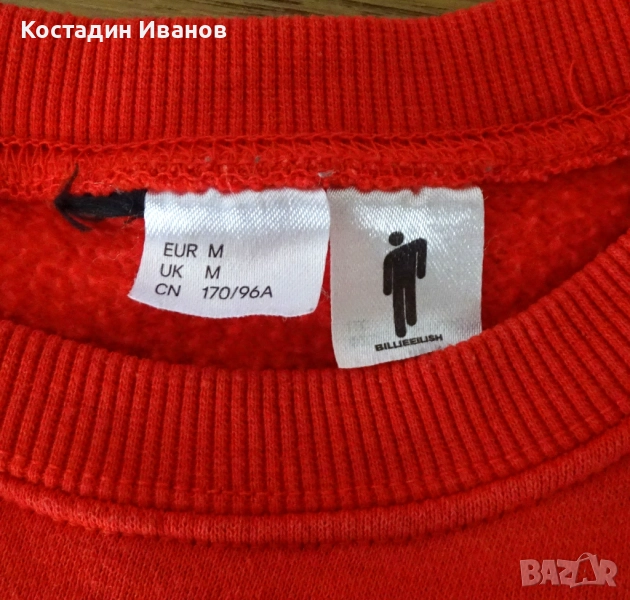 Костадин Иванов
EUR M
UK M
CN 170/96A
BILLIEEILISH
BAZAR